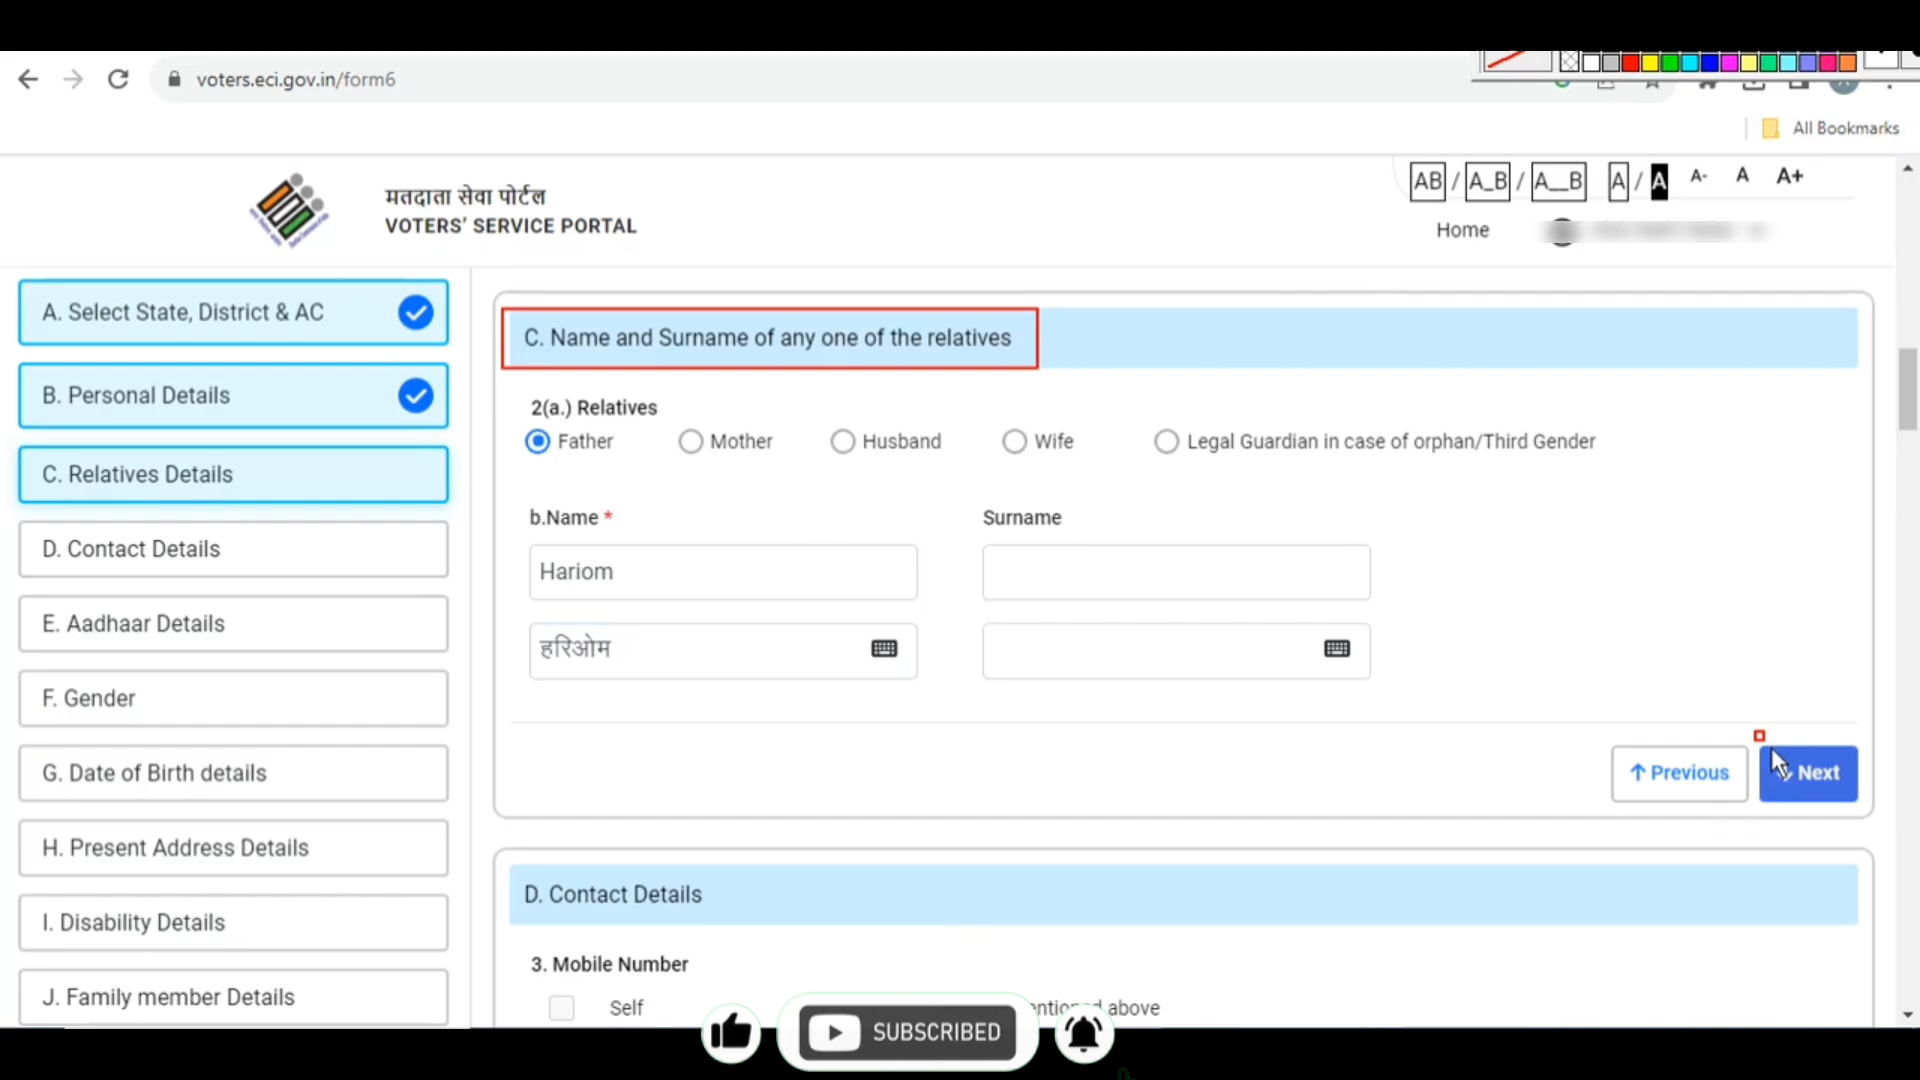 voters.eci.gov.in/form6
All Bookmarks
मतदाता सेवा पोर्टल
VOTERS' SERVICE PORTAL
AB / A_B / A__B A / A A- A A+
Home
A. Select State, District & AC
B. Personal Details
C. Relatives Details
D. Contact Details
E. Aadhaar Details
F. Gender
G. Date of Birth details
H. Present Address Details
I. Disability Details
J. Family member Details
C. Name and Surname of any one of the relatives
2(a.) Relatives
Father Mother Husband Wife Legal Guardian in case of orphan/Third Gender
b.Name * Surname
Hariom
हरिओम
Previous Next
D. Contact Details
3. Mobile Number
Self above
SUBSCRIBED